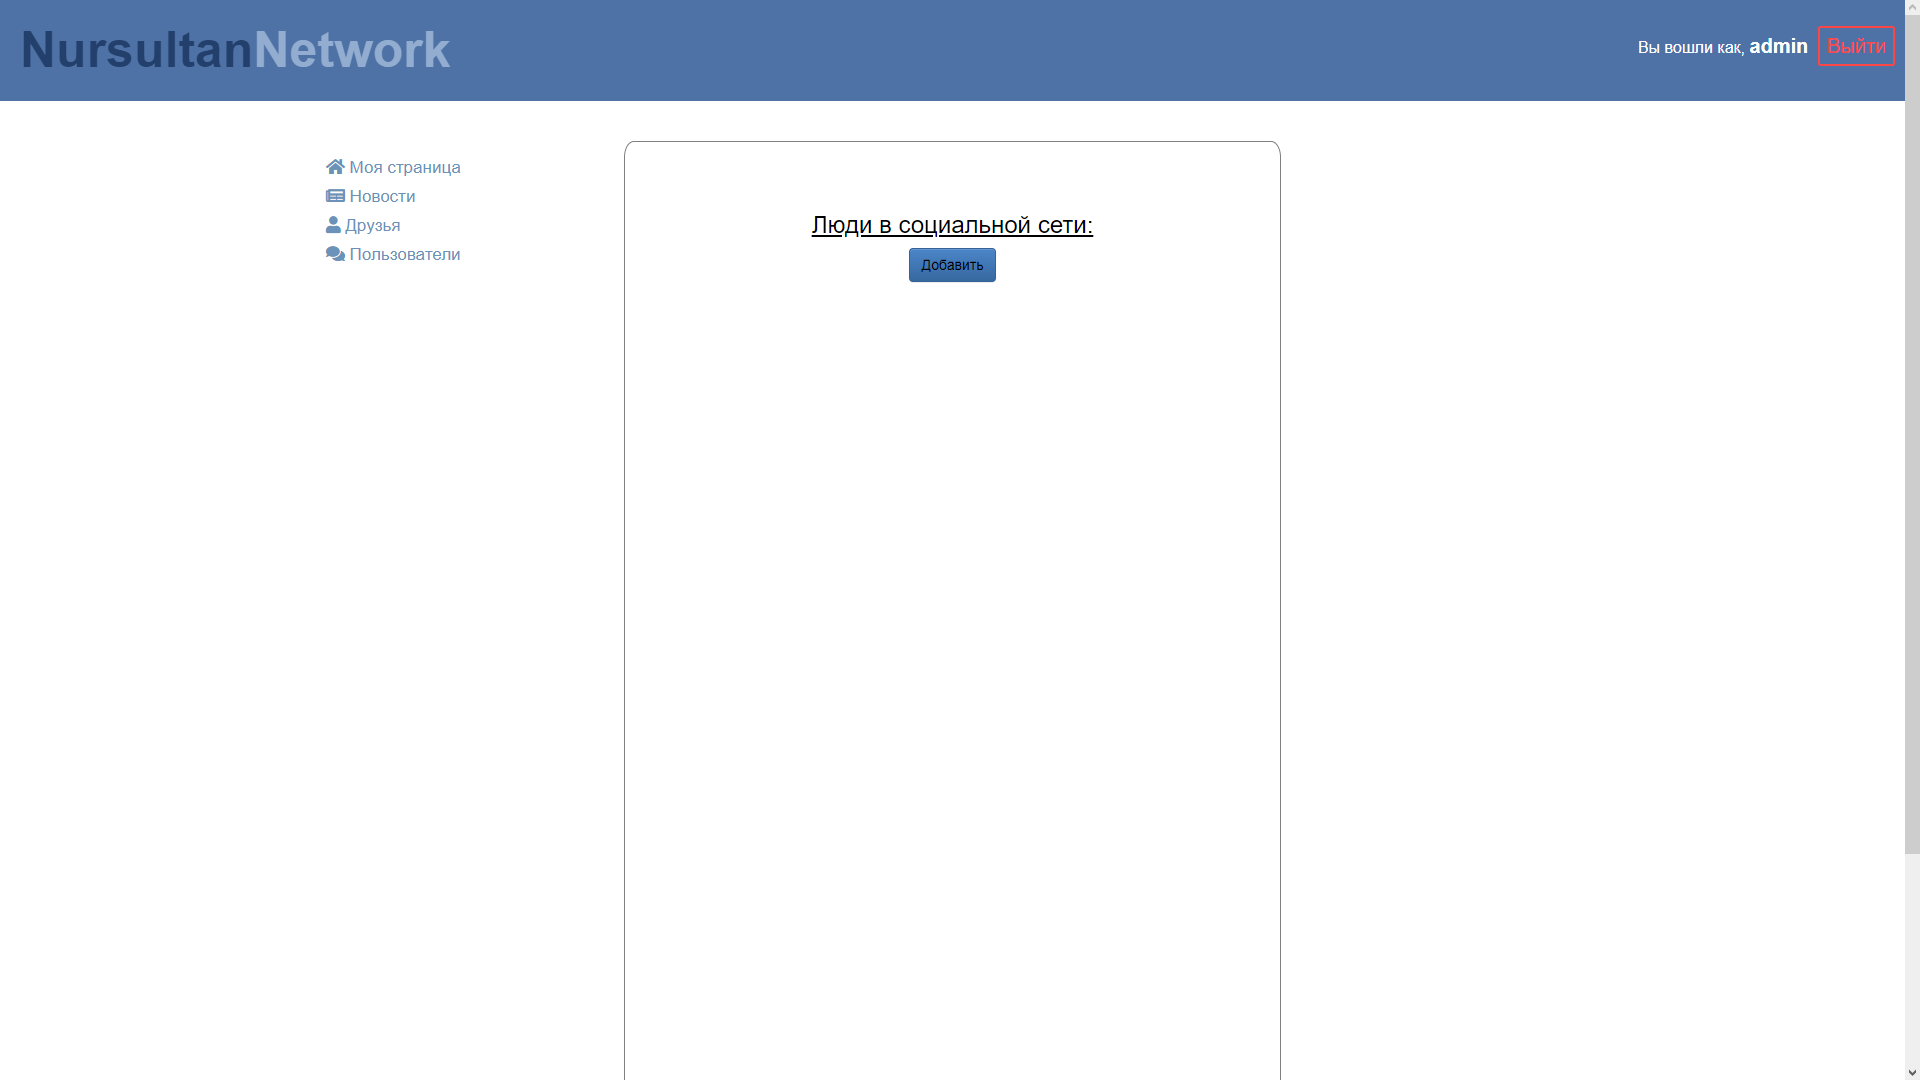 NursultanNetwork
Вы вошли как, admin Выйти
Моя страница
Новости
Друзья
Пользователи
Люди в социальной сети:
Добавить